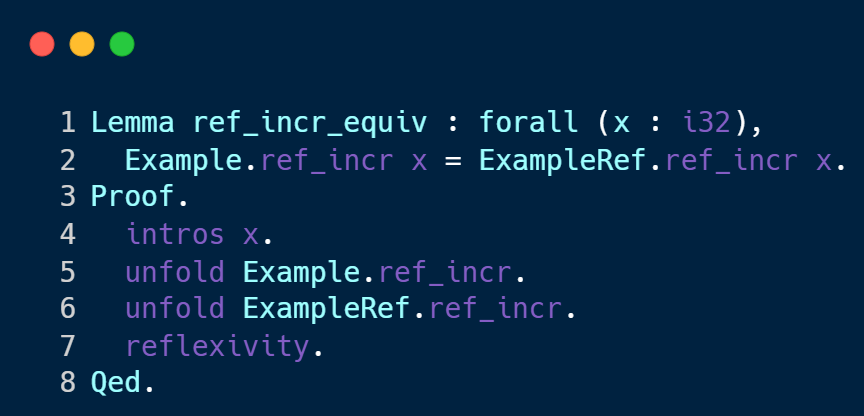 1 Lemma ref_incr_equiv : forall (x : i32),
2   Example.ref_incr x = ExampleRef.ref_incr x.
3 Proof.
4   intros x.
5   unfold Example.ref_incr.
6   unfold ExampleRef.ref_incr.
7   reflexivity.
8 Qed.